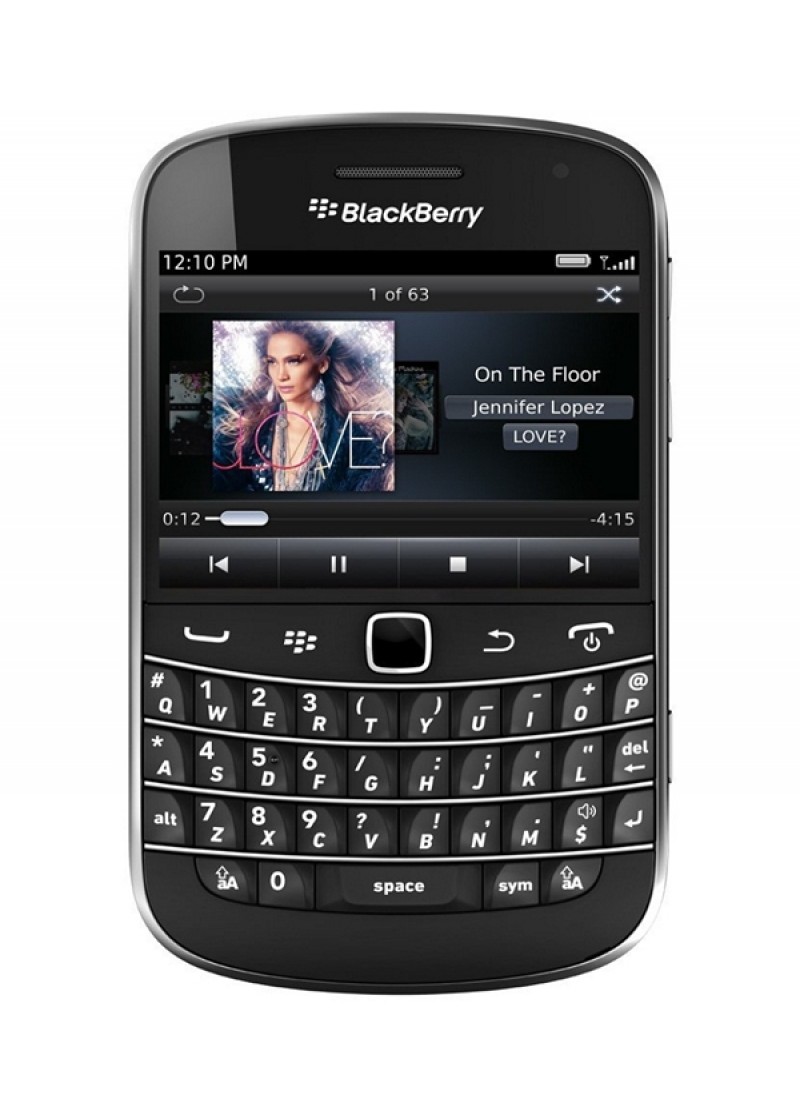 BlackBerry
12:10 PM
1 of 63
On The Floor
Jennifer Lopez
LOVE?
LOVE?
0:12 -4:15
# Q 1 W 2 E 3 R ( T ) Y _ U - I + O @ P
* A 4 S 5 D 6 F / G : H ; J ' K " L del
alt 7 Z 8 X 9 C ? V ! B , N . M $
aA 0 space sym aA